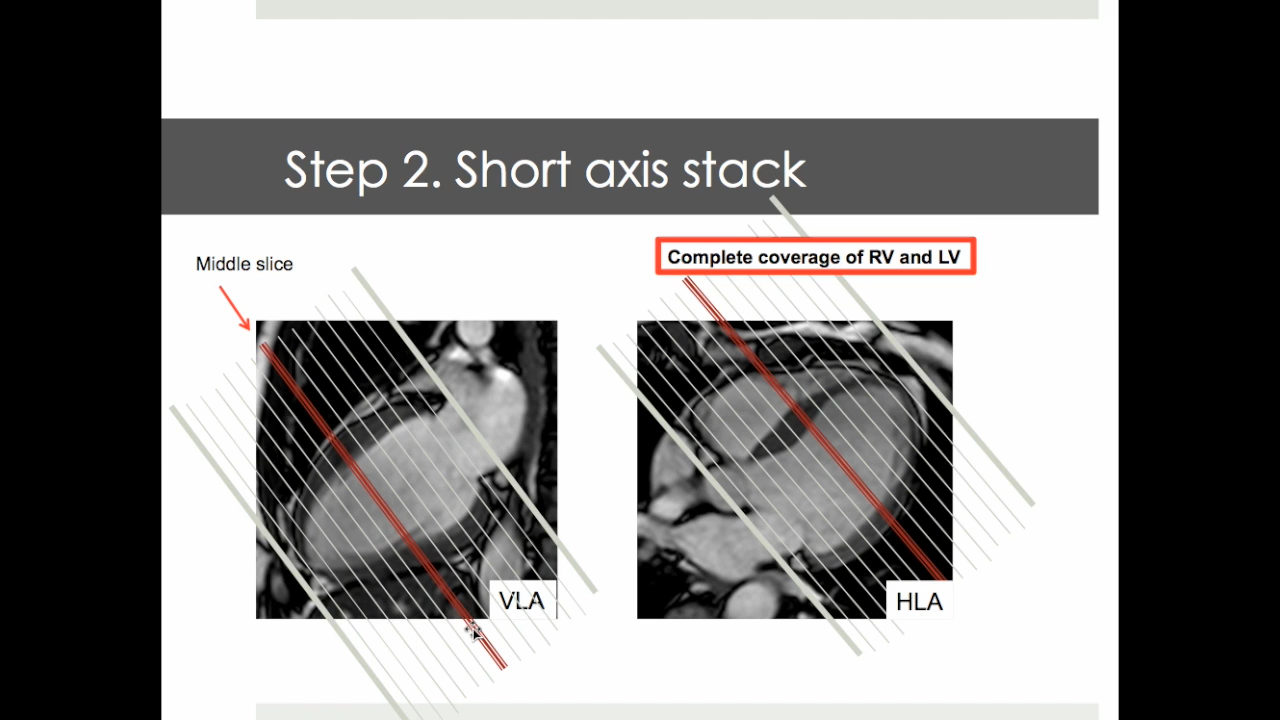 Step 2. Short axis stack
Middle slice
Complete coverage of RV and LV
VLA
HLA